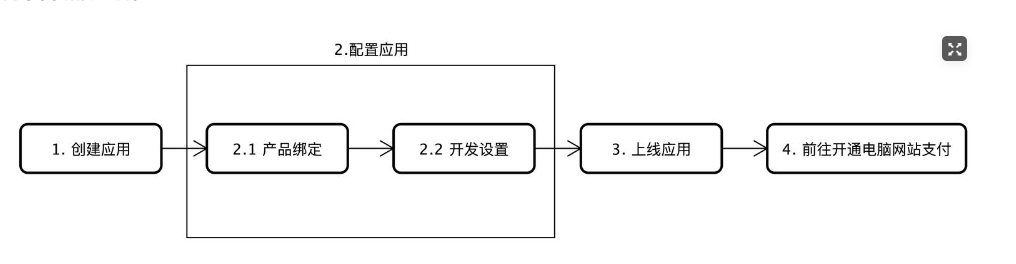 2.配置应用
1. 创建应用
2.1 产品绑定
2.2 开发设置
3. 上线应用
4. 前往开通电脑网站支付